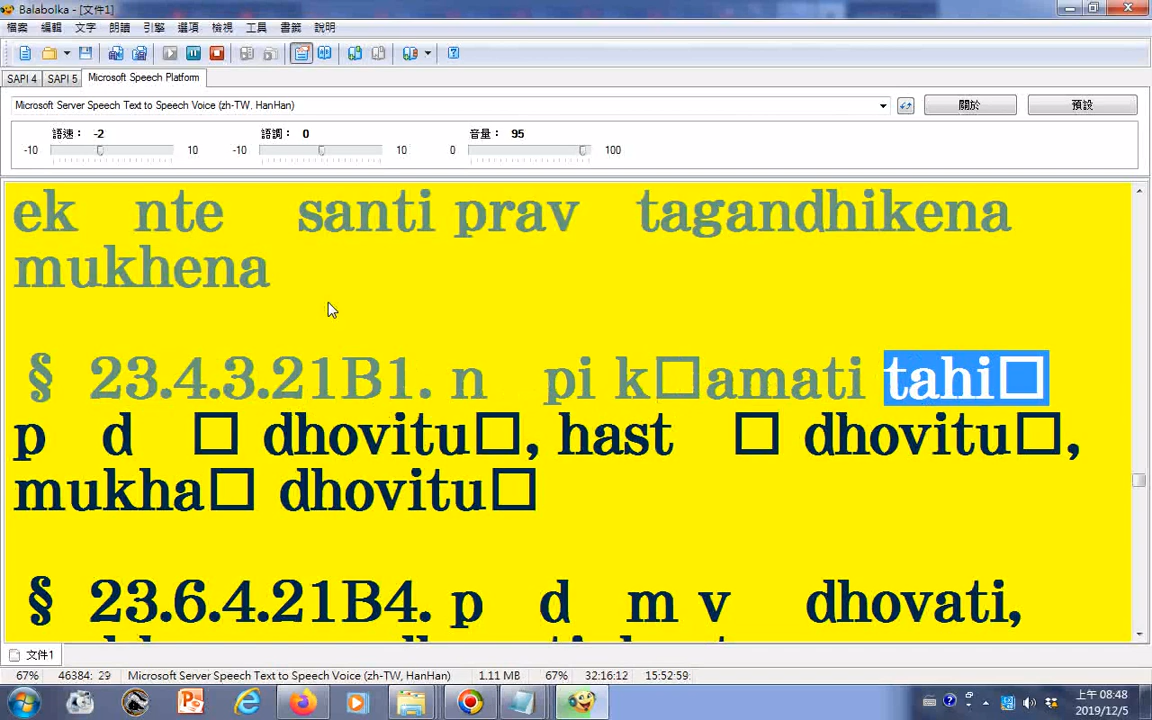 Balabolka - [文件1]
檔案 編輯 文字 朗讀 引擎 選項 檢視 工具 書籤 說明
SAPI 4 SAPI 5 Microsoft Speech Platform
Microsoft Server Speech Text to Speech Voice (zh-TW, HanHan) 關於 預設
語速： -2 語調： 0 音量： 95
-10 10 -10 10 0 100
ek nte santi prav tagandhikena
mukhena
§ 23.4.3.21B1. n pi k□amati tahi□
p d □ dhovitu□, hast □ dhovitu□,
mukha□ dhovitu□
§ 23.6.4.21B4. p d m v dhovati,
文件1
67% 46384: 29 Microsoft Server Speech Text to Speech Voice (zh-TW, HanHan) 1.11 MB 67% 32:16:12 15:52:59
上午 08:48
2019/12/5